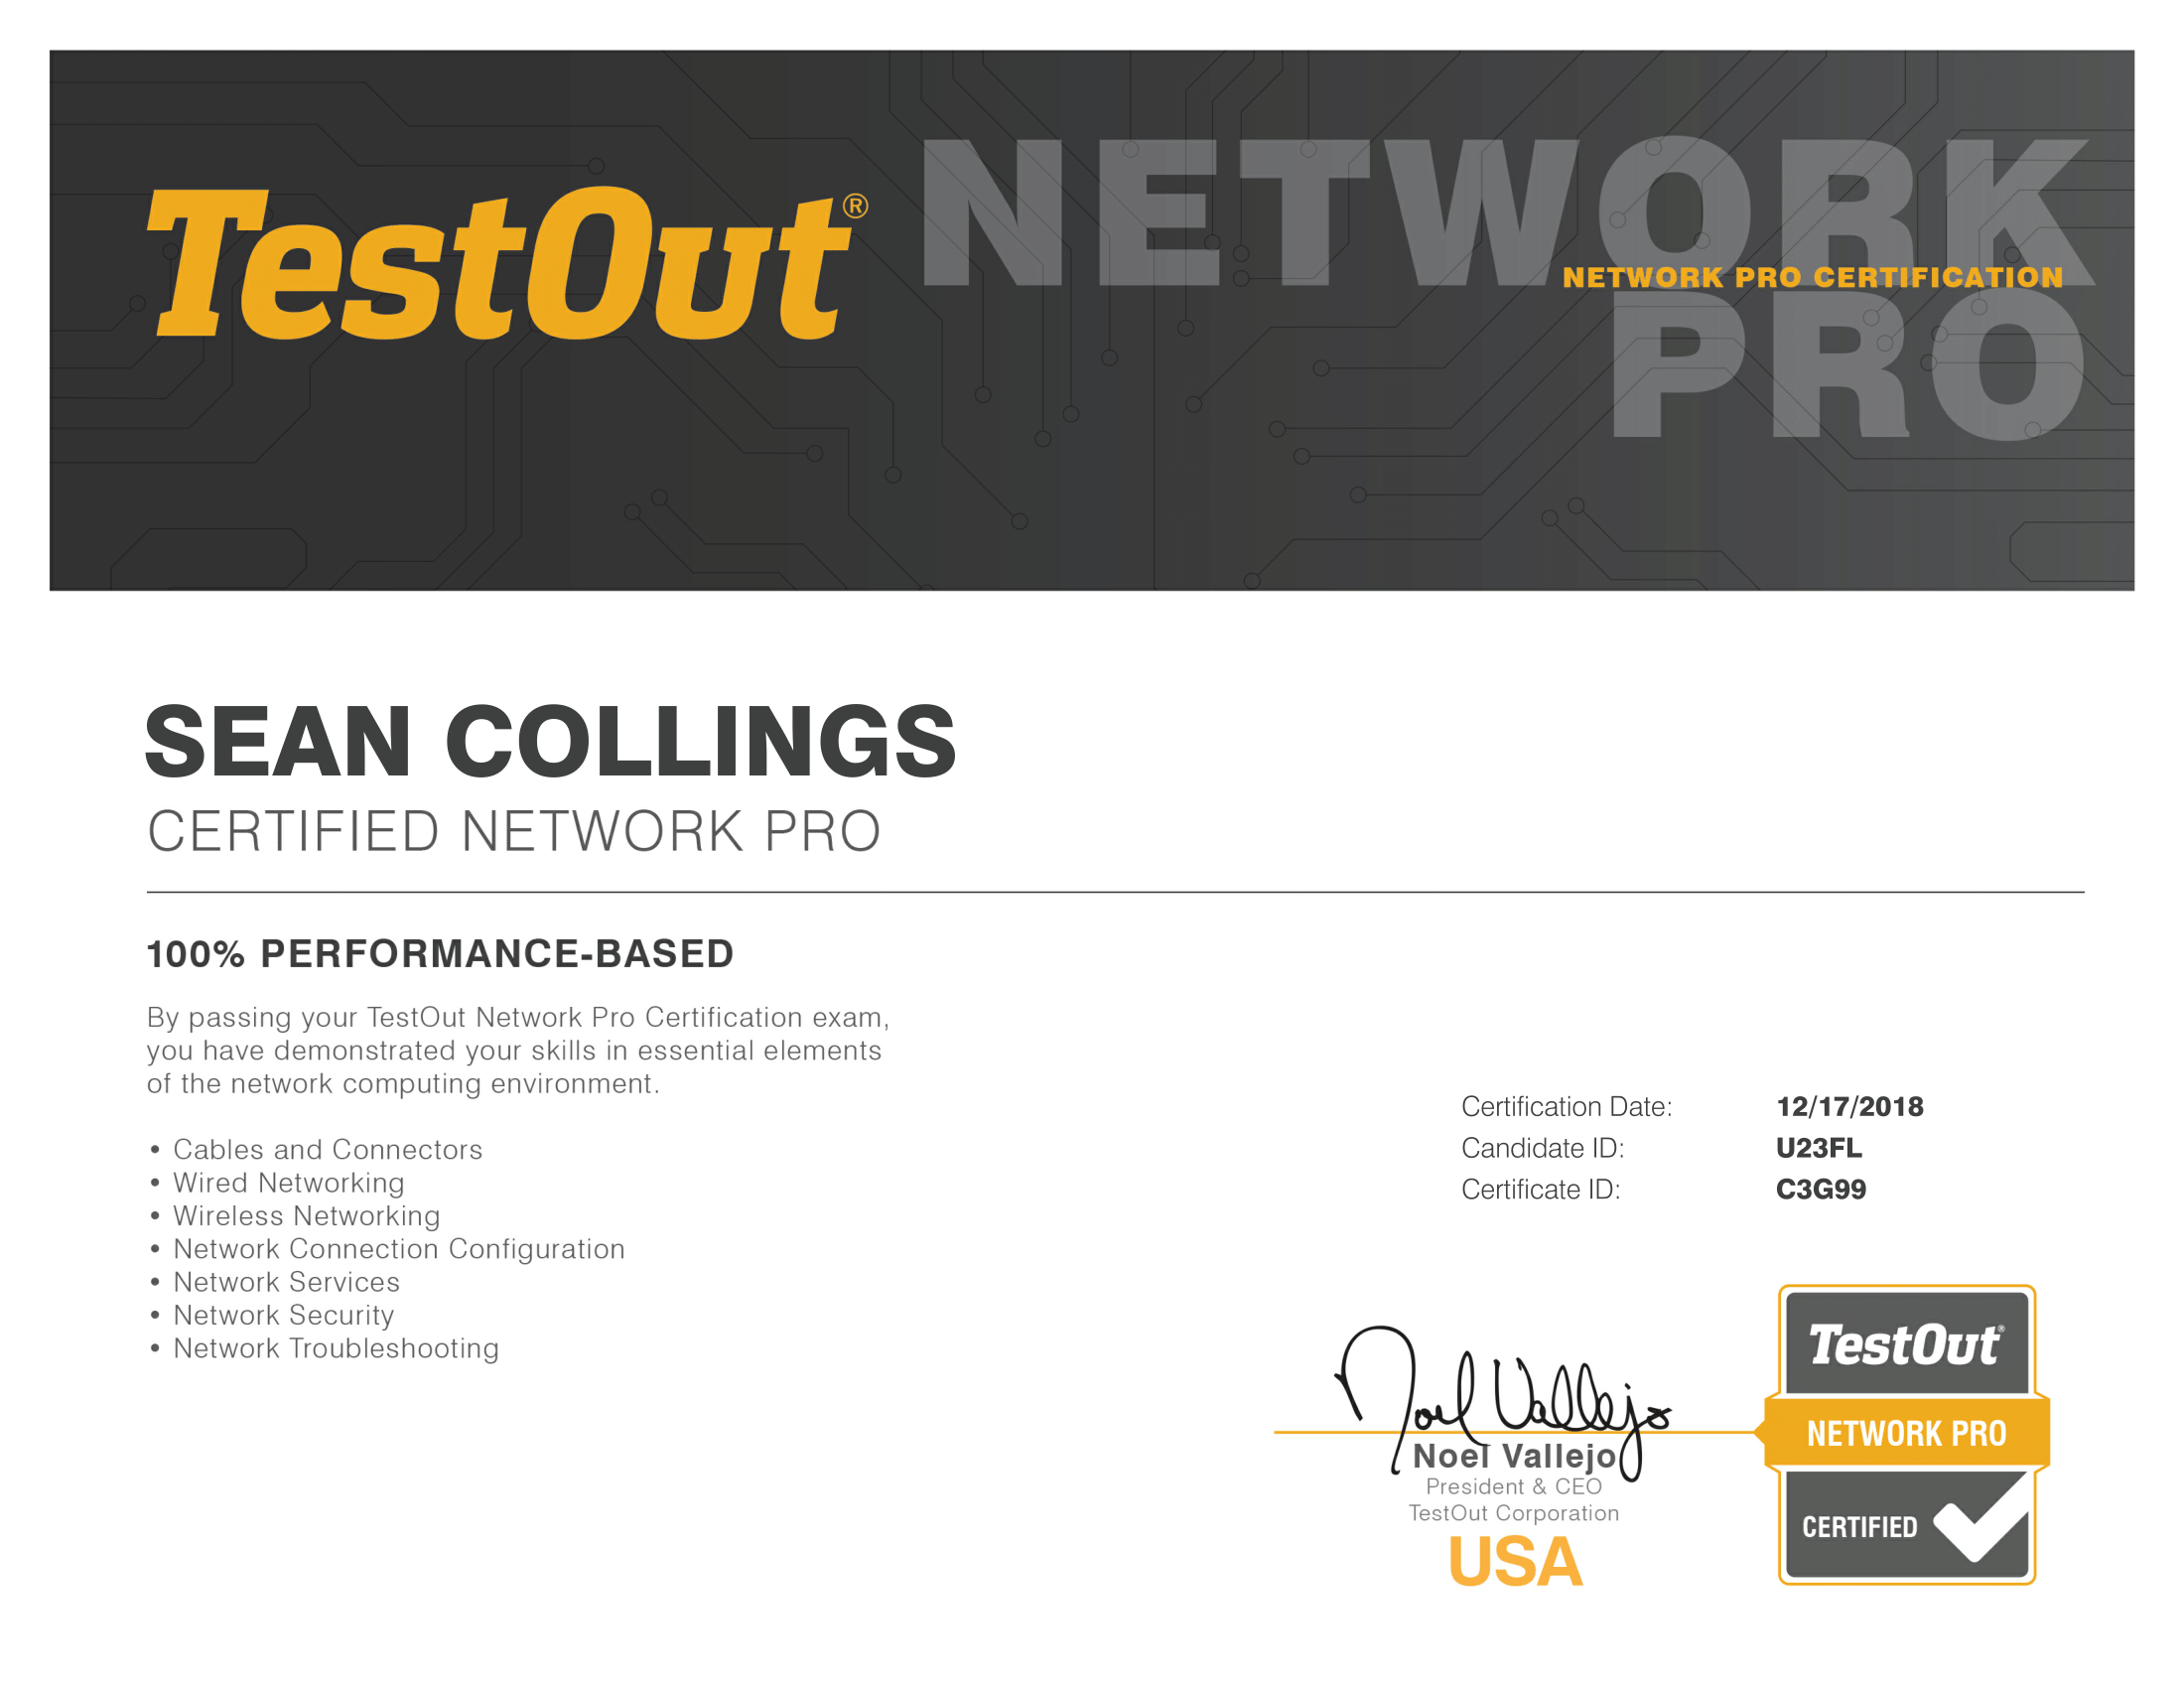 TestOut®
NETWORK
NETWORK PRO CERTIFICATION
PRO
SEAN COLLINGS
CERTIFIED NETWORK PRO
100% PERFORMANCE-BASED
By passing your TestOut Network Pro Certification exam,
you have demonstrated your skills in essential elements
of the network computing environment.
• Cables and Connectors
• Wired Networking
• Wireless Networking
• Network Connection Configuration
• Network Services
• Network Security
• Network Troubleshooting
Certification Date: 12/17/2018
Candidate ID: U23FL
Certificate ID: C3G99
Noel Vallejo
Noel Vallejo
President & CEO
TestOut Corporation
USA
TestOut®
NETWORK PRO
CERTIFIED